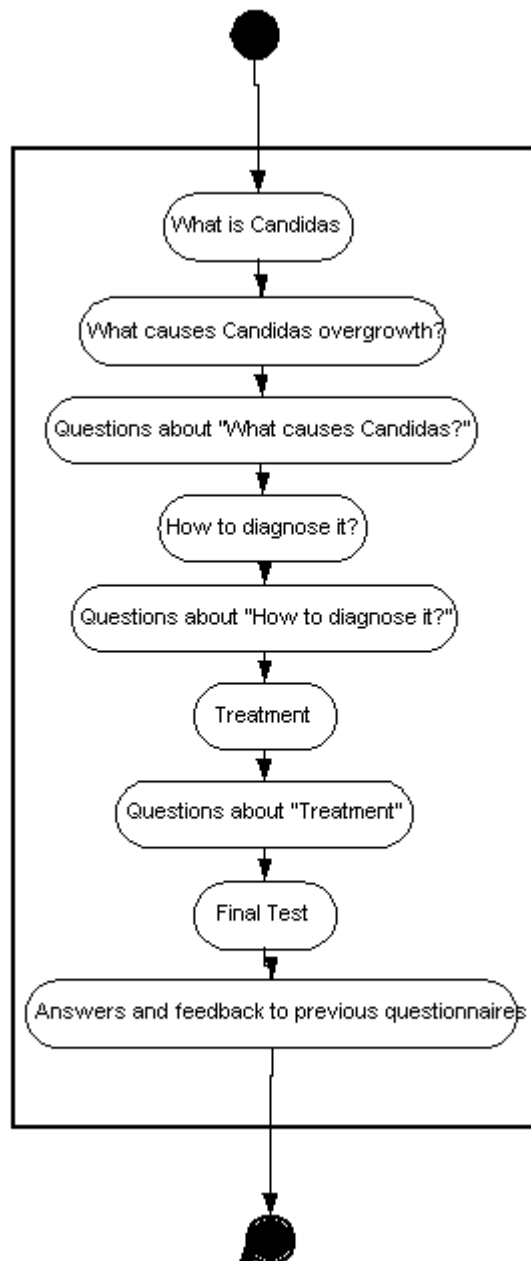 What is Candidas
What causes Candidas overgrowth?
Questions about "What causes Candidas?"
How to diagnose it?
Questions about "How to diagnose it?"
Treatment
Questions about "Treatment"
Final Test
Answers and feedback to previous questionnaires